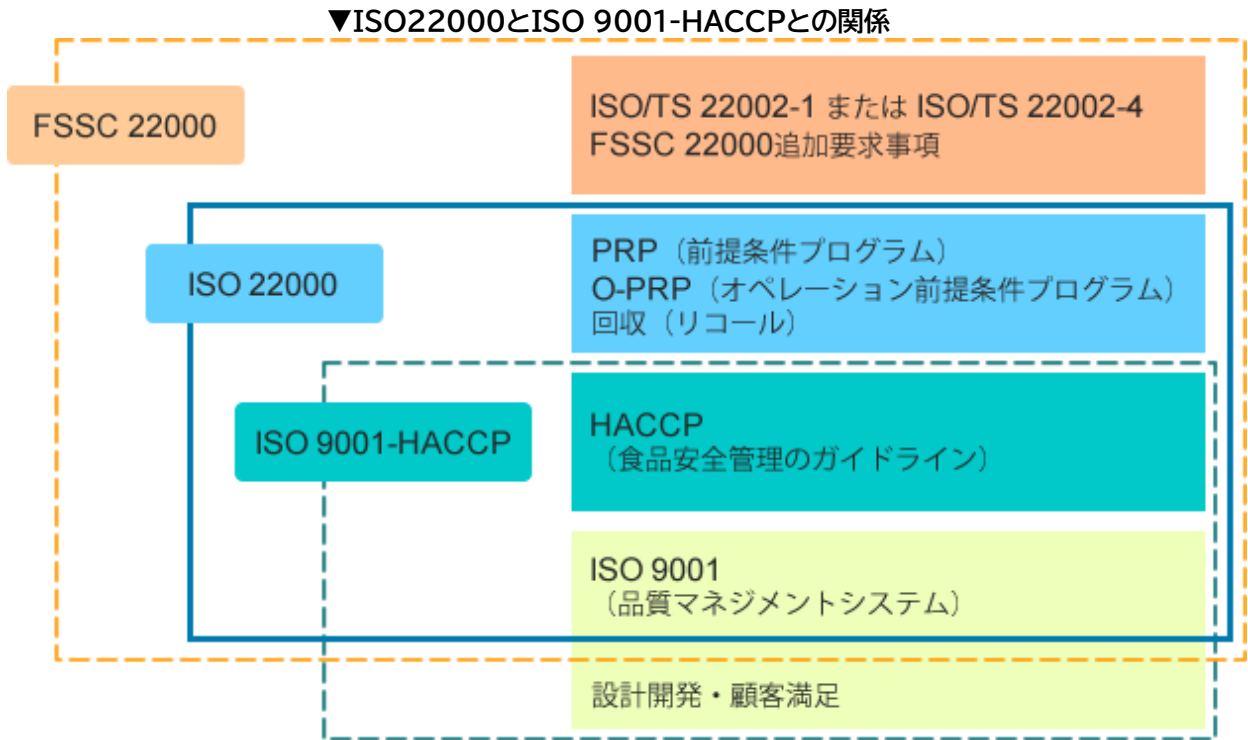 ▼ISO22000とISO 9001-HACCPとの関係
FSSC 22000
ISO/TS 22002-1 または ISO/TS 22002-4
FSSC 22000追加要求事項
ISO 22000
PRP（前提条件プログラム）
O-PRP（オペレーション前提条件プログラム）
回収（リコール）
ISO 9001-HACCP
HACCP
（食品安全管理のガイドライン）
ISO 9001
（品質マネジメントシステム）
設計開発・顧客満足